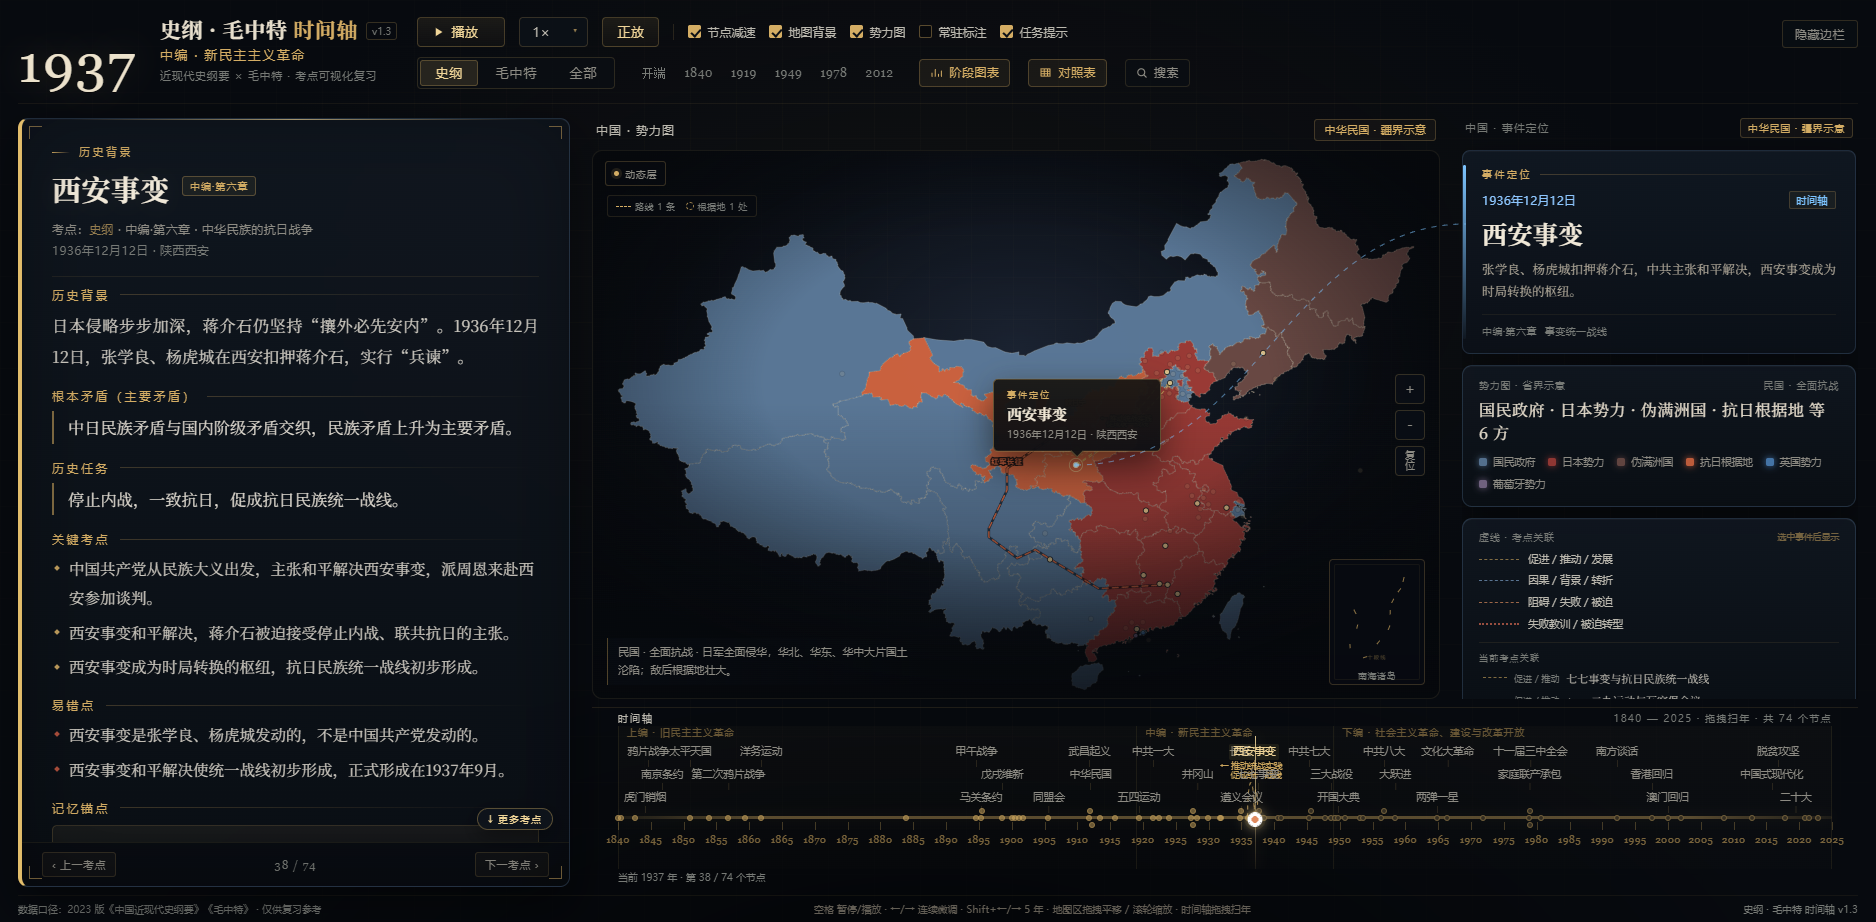 1937
史纲 · 毛中特 时间轴 v1.3
中编 · 新民主主义革命
近现代史纲要 × 毛中特 · 考点可视化复习
播放 1× 正放 节点减速 地图背景 势力图 常驻标注 任务提示 隐藏边栏
史纲 毛中特 全部 开端 1840 1919 1949 1978 2012 阶段图表 对照表 搜索
历史背景
西安事变 中编·第六章
考点：史纲 · 中编·第六章 · 中华民族的抗日战争
1936年12月12日 · 陕西西安
历史背景
日本侵略步步加深，蒋介石仍坚持“攘外必先安内”。1936年12月
12日，张学良、杨虎城在西安扣押蒋介石，实行“兵谏”。
根本矛盾（主要矛盾）
中日民族矛盾与国内阶级矛盾交织，民族矛盾上升为主要矛盾。
历史任务
停止内战，一致抗日，促成抗日民族统一战线。
关键考点
中国共产党从民族大义出发，主张和平解决西安事变，派周恩来赴西
安参加谈判。
西安事变和平解决，蒋介石被迫接受停止内战、联共抗日的主张。
西安事变成为时局转换的枢纽，抗日民族统一战线初步形成。
易错点
西安事变是张学良、杨虎城发动的，不是中国共产党发动的。
西安事变和平解决使统一战线初步形成，正式形成在1937年9月。
记忆锚点
↓ 更多考点
‹ 上一考点 38 / 74 下一考点 ›
中国 · 势力图 中华民国 · 疆界示意
动态层
路线 1 条 根据地 1 处
事件定位
西安事变
1936年12月12日 · 陕西西安
红军长征
+
-
复位
民国 · 全面抗战 · 日军全面侵华，华北、华东、华中大片国土
沦陷；敌后根据地壮大。
南海诸岛
中国 · 事件定位 中华民国 · 疆界示意
事件定位
1936年12月12日 时间轴
西安事变
张学良、杨虎城扣押蒋介石，中共主张和平解决，西安事变成为
时局转换的枢纽。
中编·第六章 事变统一战线
势力图 · 省界示意 民国 · 全面抗战
国民政府 · 日本势力 · 伪满洲国 · 抗日根据地 等
6 方
国民政府 日本势力 伪满洲国 抗日根据地 英国势力
葡萄牙势力
虚线 · 考点关联 选中事件后显示
促进 / 推动 / 发展
因果 / 背景 / 转折
阻碍 / 失败 / 被迫
失败教训 / 被迫转型
当前考点关联
促进 / 推动 七七事变与抗日民族统一战线
时间轴 1840 — 2025 · 拖拽扫年 · 共 74 个节点
上编 · 旧民主主义革命 中编 · 新民主主义革命 下编 · 社会主义革命、建设与改革开放
鸦片战争 太平天国 洋务运动 甲午战争 武昌起义 中共一大 西安事变 中共七大 中共八大 文化大革命 十一届三中全会 南方谈话 脱贫攻坚
南京条约 第二次鸦片战争 戊戌维新 中华民国 井冈山 三大战役 大跃进 家庭联产承包 香港回归 中国式现代化
虎门销烟 马关条约 同盟会 五四运动 遵义会议 开国大典 两弹一星 澳门回归 二十大
1840 1845 1850 1855 1860 1865 1870 1875 1880 1885 1890 1895 1900 1905 1910 1915 1920 1925 1930 1935 1940 1945 1950 1955 1960 1965 1970 1975 1980 1985 1990 1995 2000 2005 2010 2015 2020 2025
当前 1937 年 · 第 38 / 74 个节点
数据口径：2023 版《中国近现代史纲要》《毛中特》· 仅供复习参考
空格 暂停/播放 · ←/→ 连续微调 · Shift+←/→ 5 年 · 地图区拖拽平移 / 滚轮缩放 · 时间轴拖拽扫年
史纲 · 毛中特 时间轴 v1.3